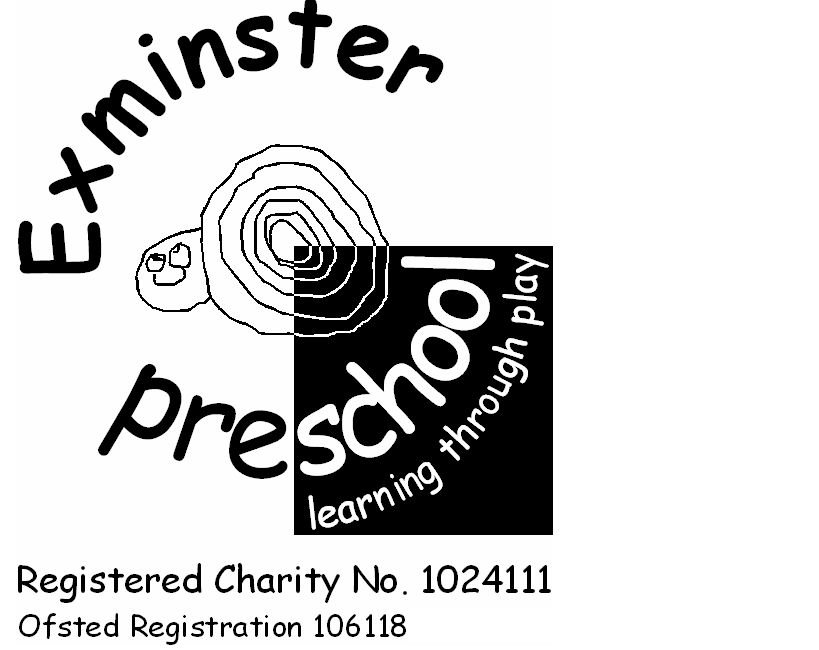 Exminster
preschool
learning through play
Registered Charity No. 1024111
Ofsted Registration 106118